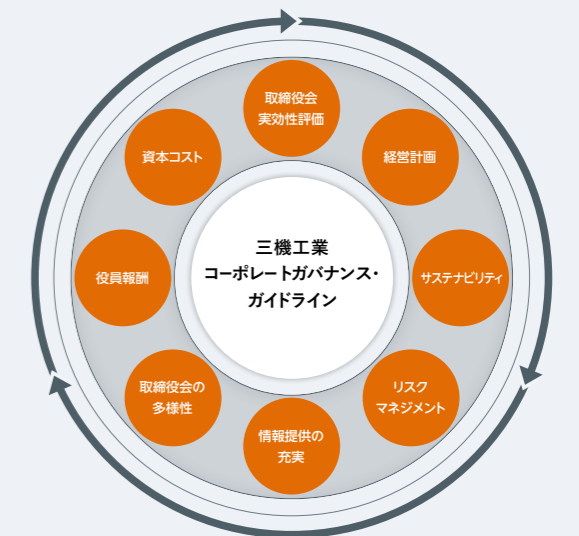 三機工業
コーポレートガバナンス・
ガイドライン
取締役会
実効性評価
経営計画
サステナビリティ
リスク
マネジメント
情報提供の
充実
取締役会の
多様性
役員報酬
資本コスト